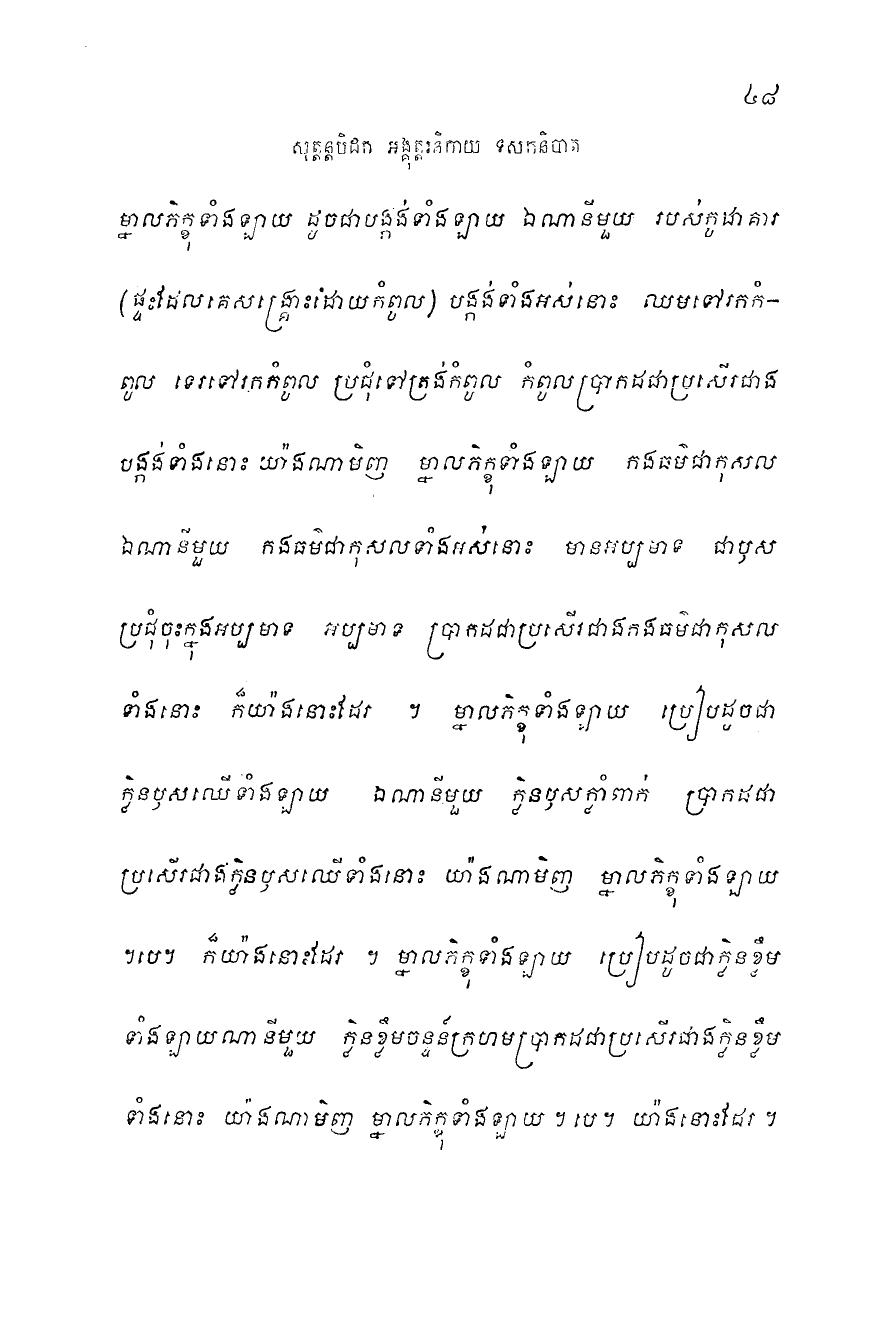 ៤៨
សុត្តន្តបិដក អង្គុត្តរនិកាយ ទសកនិបាត
ម្នាលភិក្ខុទាំងឡាយ ដូចជាបង្កង់ទាំងឡាយ ឯណានីមួយ របស់កូដាគារ
(ផ្ទះដែលគេសង្គ្រោះដោយកំពូល) បង្កង់ទាំងអស់នោះ ឈមទៅរកកំ-
ពូល ទេរទៅរកកំពូល ប្រជុំទៅត្រង់កំពូល កំពូលប្រាកដជាប្រសើរជាង
បង្កង់ទាំងនោះ យ៉ាងណាមិញ ម្នាលភិក្ខុទាំងឡាយ កងធម៌ជាកុសល
ឯណានីមួយ កងធម៌ជាកុសលទាំងអស់នោះ មានអប្បមាទ ជាឫស
ប្រជុំចុះក្នុងអប្បមាទ អប្បមាទ ប្រាកដជាប្រសើរជាងកងធម៌ជាកុសល
ទាំងនោះ ក៏យ៉ាងនោះដែរ ។ ម្នាលភិក្ខុទាំងឡាយ ប្រៀបដូចជា
ក្លិនឫសឈើទាំងឡាយ ឯណានីមួយ ក្លិនឫសក្លាំពាក់ ប្រាកដជា
ប្រសើរជាងក្លិនឫសឈើទាំងនោះ យ៉ាងណាមិញ ម្នាលភិក្ខុទាំងឡាយ
។បេ។ ក៏យ៉ាងនោះដែរ ។ ម្នាលភិក្ខុទាំងឡាយ ប្រៀបដូចជាក្លិនខ្លឹម
ទាំងឡាយណានីមួយ ក្លិនខ្លឹមចន្ទន៍ក្រហមប្រាកដជាប្រសើរជាងក្លិនខ្លឹម
ទាំងនោះ យ៉ាងណាមិញ ម្នាលភិក្ខុទាំងឡាយ ។ បេ។ យ៉ាងនោះដែរ ។